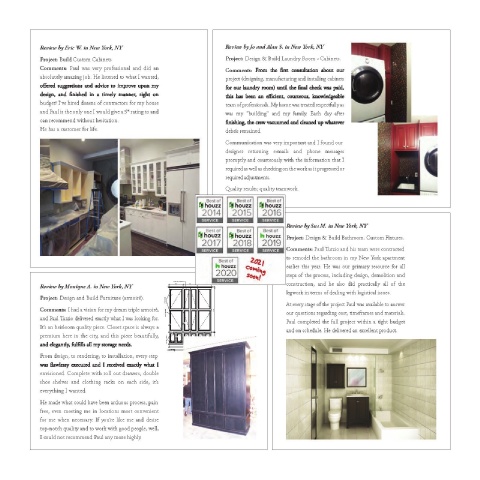 Review by Eric W. in New York, NY
Project: Build Custom Cabinets.
Comments: Paul was very professional and did an
absolutely amazing job. He listened to what I wanted,
offered suggestions and advice to improve upon my
design, and finished in a timely manner, right on
budget! I've hired dozens of contractors for my house
and Paul is the only one I would give a 5* rating to and
can recommend without hesitation.
He has a customer for life.
Review by Jo and Alan S. in New York, NY
Project: Design & Build Laundry Room - Cabinets.
Comments: From the first consultation about our
project (designing, manufacturing and installing cabinets
for our laundry room) until the final check was paid,
this has been an efficient, courteous, knowledgeable
team of professionals. My home was treated respectfully as
was my "building" and my family. Each day after
finishing, the crew vacuumed and cleaned up whatever
debris remained.
Communication was very important and I found our
designer returning e-mails and phone messages
promptly and courteously with the information that I
required as well as checking on the work as it progressed or
required adjustments.
Quality results; quality teamwork.
Best of
houzz
2014
SERVICE
Best of
houzz
2015
SERVICE
Best of
houzz
2016
SERVICE
Best of
houzz
2017
SERVICE
Best of
houzz
2018
SERVICE
Best of
houzz
2019
SERVICE
Best of
houzz
2020
SERVICE
2021
coming
soon!
Review by Sus M. in New York, NY
Project: Design & Build Bathroom, Custom Fixtures.
Comments: Paul and his team were contracted
to remodel the bathroom in my New York apartment
earlier this year. He was our primary resource for all
steps of the process, including design, demolition and
construction, and he also did practically all of the
legwork in terms of dealing with logistical issues.
At every stage of the project Paul was available to answer
our questions regarding cost, timeframes and materials.
Paul completed the full project within a tight budget
and on schedule. He delivered an excellent product.
Review by Monique A. in New York, NY
Project: Design and Build Furniture (armoire).
Comments: I had a vision for my dream triple armoire,
and Paul delivered exactly what I was looking for.
It's an heirloom quality piece. Closet space is always a
premium here in the city, and this piece beautifully,
and elegantly, fulfills all my storage needs.
From design, to rendering, to installation, every step
was flawless executed and I received exactly what I
envisioned. Complete with roll out drawers, double
shoe shelves and clothing racks on each side, it's
everything I wanted.
He made what could have been arduous process, pain
free, even meeting me in locations most convenient
for me when necessary. If you're like me and desire
top-notch quality and to work with good people, well,
I could not recommend Paul any more highly.